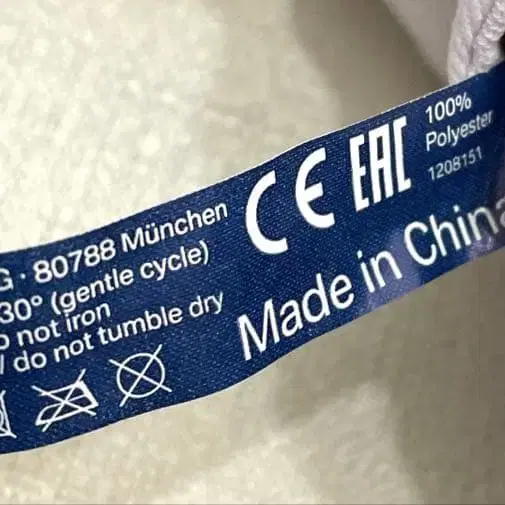 G · 80788 München
30° (gentle cycle)
o not iron
/ do not tumble dry
CE EAC
100%
Polyester
1208151
Made in China